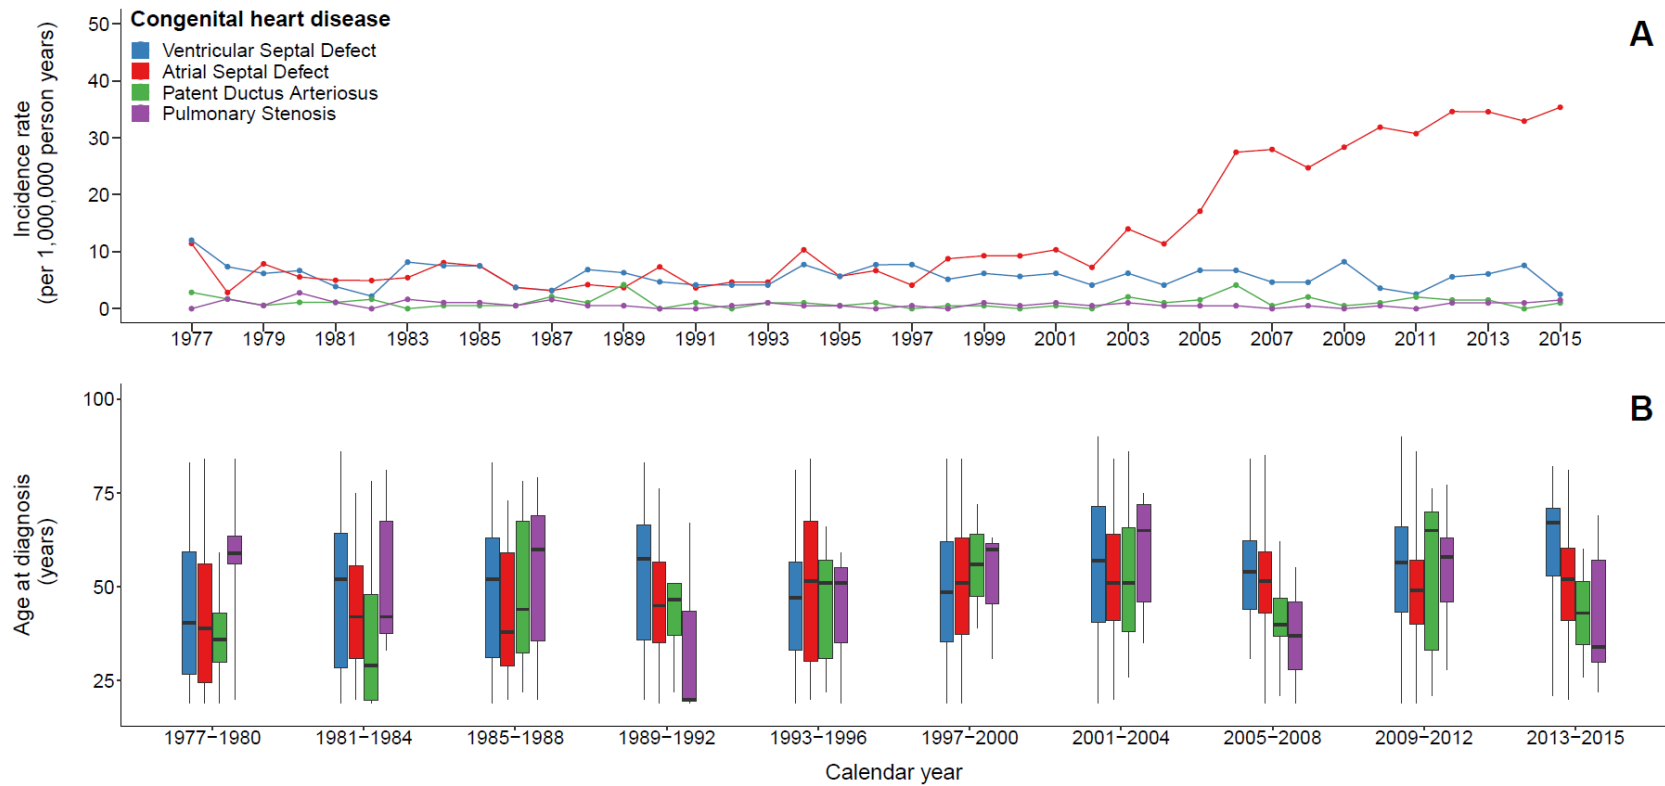 Congenital heart disease
Ventricular Septal Defect
Atrial Septal Defect
Patent Ductus Arteriosus
Pulmonary Stenosis
A
Incidence rate
(per 1,000,000 person years)
50
40
30
20
10
0
1977 1979 1981 1983 1985 1987 1989 1991 1993 1995 1997 1999 2001 2003 2005 2007 2009 2011 2013 2015
B
Age at diagnosis
(years)
100
75
50
25
1977−1980 1981−1984 1985−1988 1989−1992 1993−1996 1997−2000 2001−2004 2005−2008 2009−2012 2013−2015
Calendar year